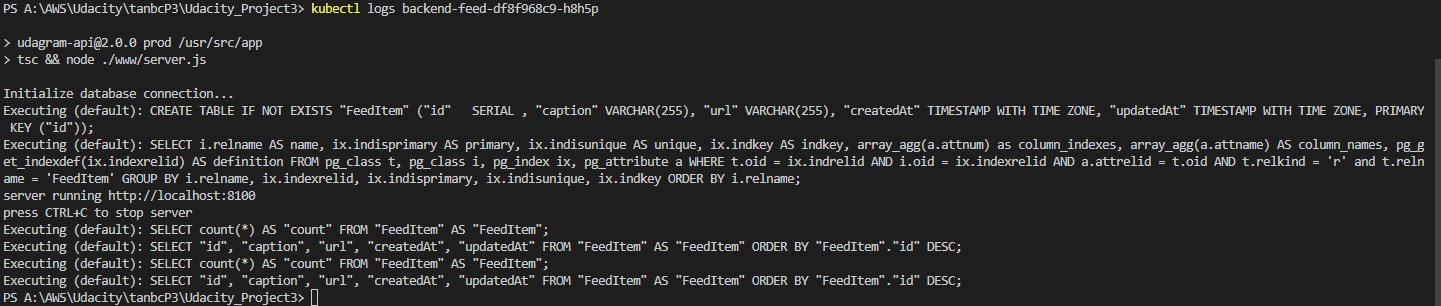 PS A:\AWS\Udacity\tanbcP3\Udacity_Project3> kubectl logs backend-feed-df8f968c9-h8h5p
> udagram-api@2.0.0 prod /usr/src/app
> tsc && node ./www/server.js
Initialize database connection...
Executing (default): CREATE TABLE IF NOT EXISTS "FeedItem" ("id"   SERIAL , "caption" VARCHAR(255), "url" VARCHAR(255), "createdAt" TIMESTAMP WITH TIME ZONE, "updatedAt" TIMESTAMP WITH TIME ZONE, PRIMARY
 KEY ("id"));
Executing (default): SELECT i.relname AS name, ix.indisprimary AS primary, ix.indisunique AS unique, ix.indkey AS indkey, array_agg(a.attnum) as column_indexes, array_agg(a.attname) AS column_names, pg_g
et_indexdef(ix.indexrelid) AS definition FROM pg_class t, pg_class i, pg_index ix, pg_attribute a WHERE t.oid = ix.indrelid AND i.oid = ix.indexrelid AND a.attrelid = t.oid AND t.relkind = 'r' and t.reln
ame = 'FeedItem' GROUP BY i.relname, ix.indexrelid, ix.indisprimary, ix.indisunique, ix.indkey ORDER BY i.relname;
server running http://localhost:8100
press CTRL+C to stop server
Executing (default): SELECT count(*) AS "count" FROM "FeedItem" AS "FeedItem";
Executing (default): SELECT "id", "caption", "url", "createdAt", "updatedAt" FROM "FeedItem" AS "FeedItem" ORDER BY "FeedItem"."id" DESC;
Executing (default): SELECT count(*) AS "count" FROM "FeedItem" AS "FeedItem";
Executing (default): SELECT "id", "caption", "url", "createdAt", "updatedAt" FROM "FeedItem" AS "FeedItem" ORDER BY "FeedItem"."id" DESC;
PS A:\AWS\Udacity\tanbcP3\Udacity_Project3>